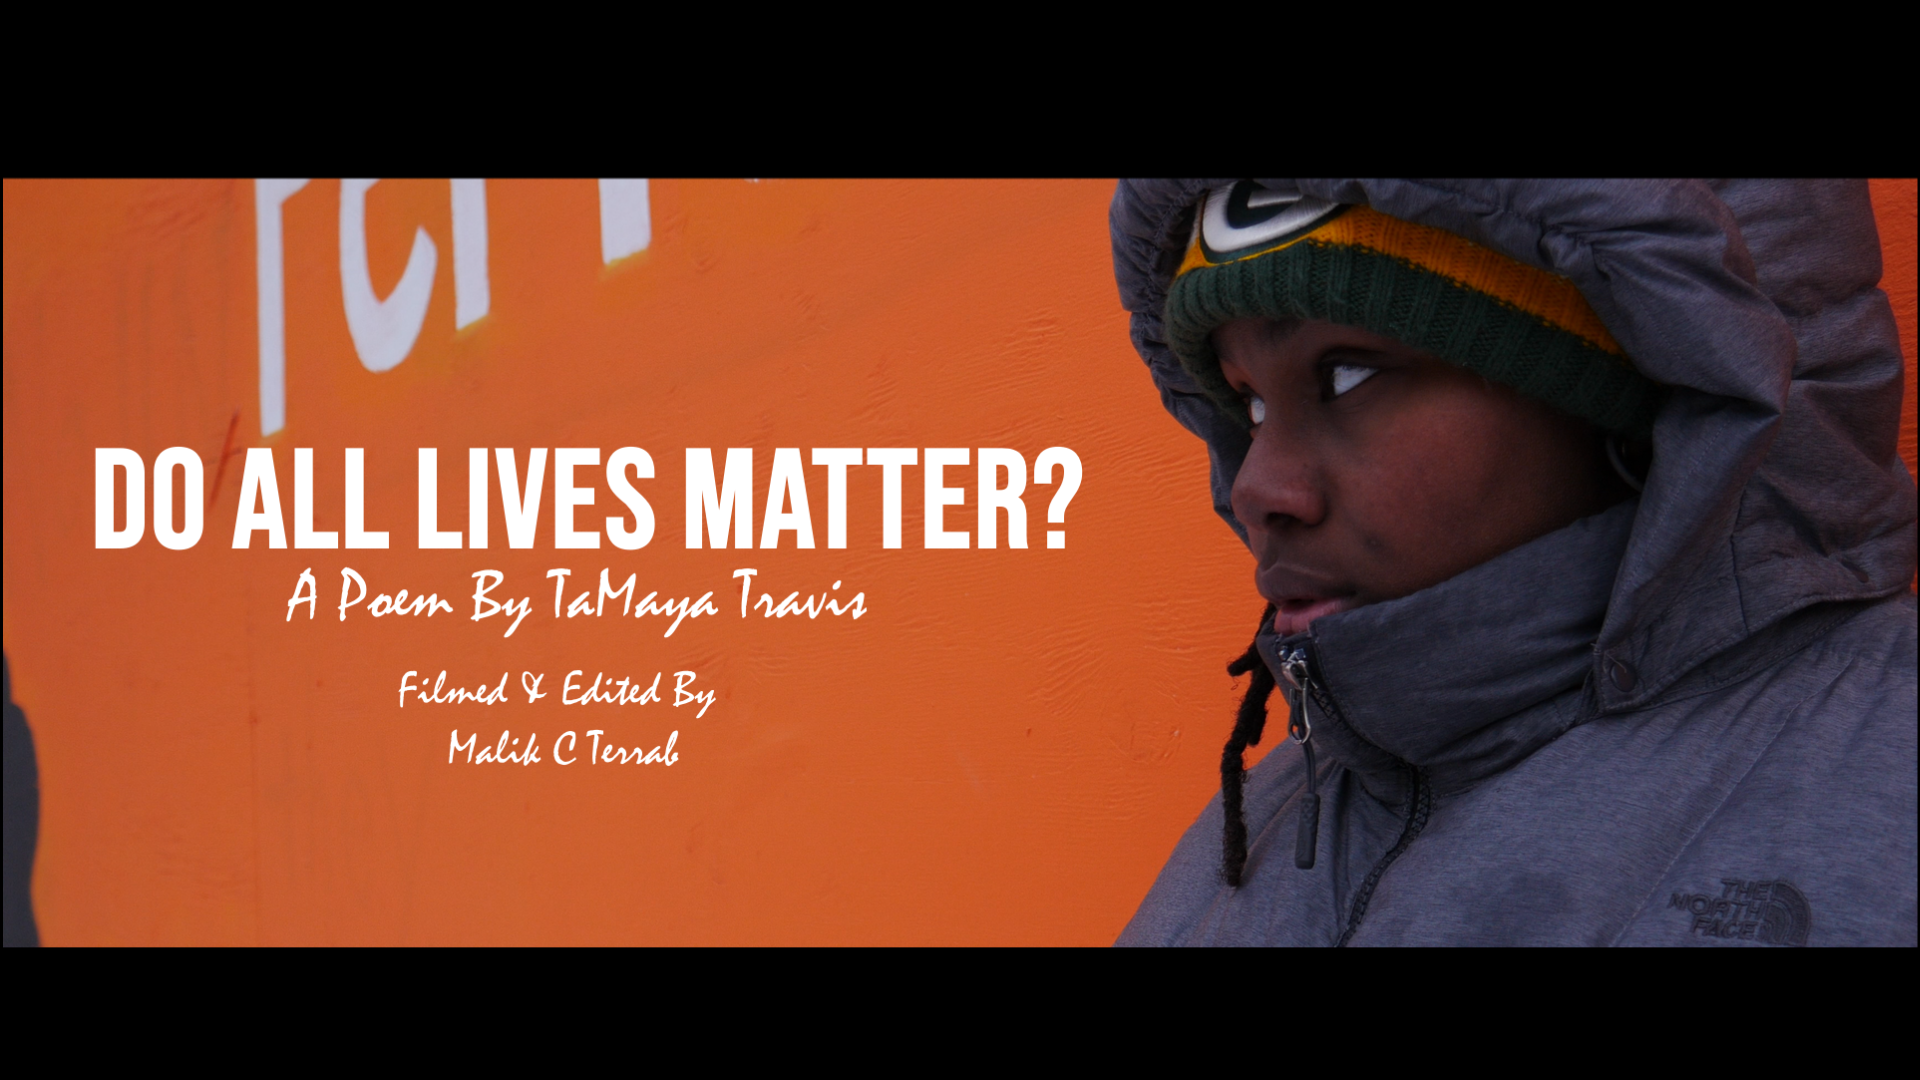 DO ALL LIVES MATTER?
A Poem By TaMaya Travis
Filmed & Edited By
Malik C Terrab
G
THE
NORTH
FACE